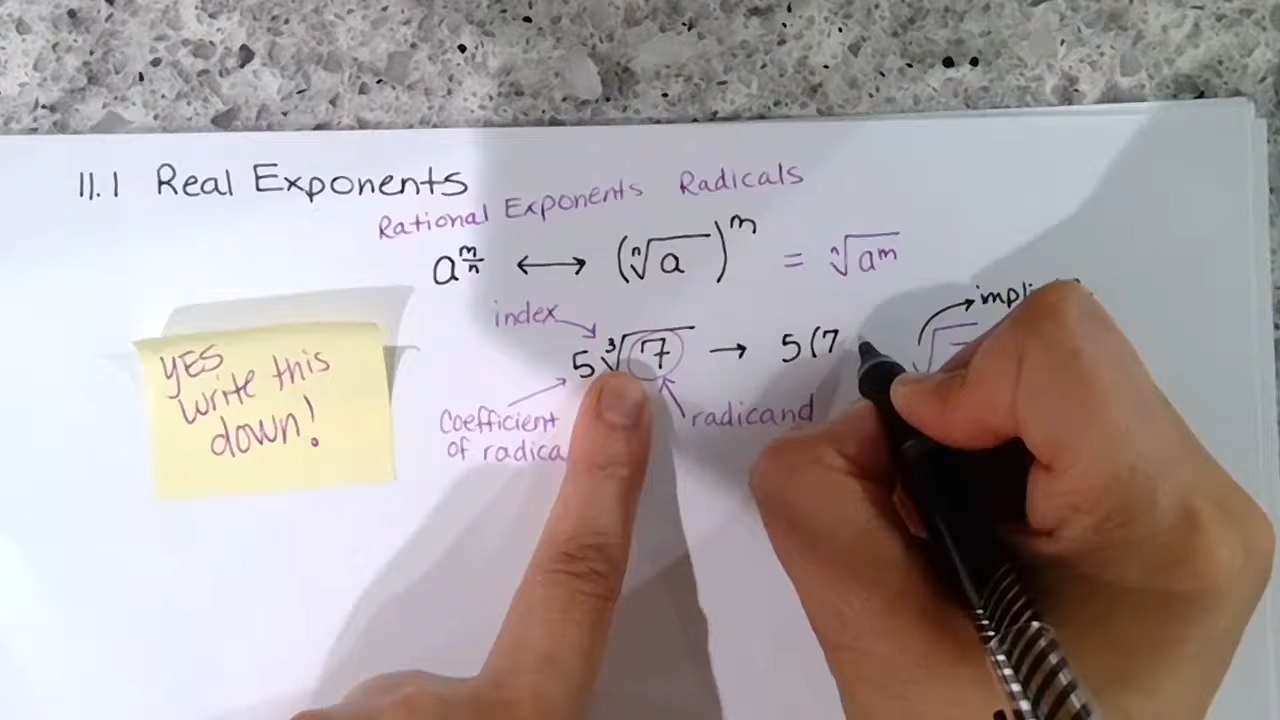 11.1 Real Exponents
Rational Exponents Radicals
a^(m/n) ⟷ (ⁿ√a)^m = ⁿ√(a^m)
index
5 ³√7 → 5(7
Coefficient
of radica
radicand
YES
Write this
down!